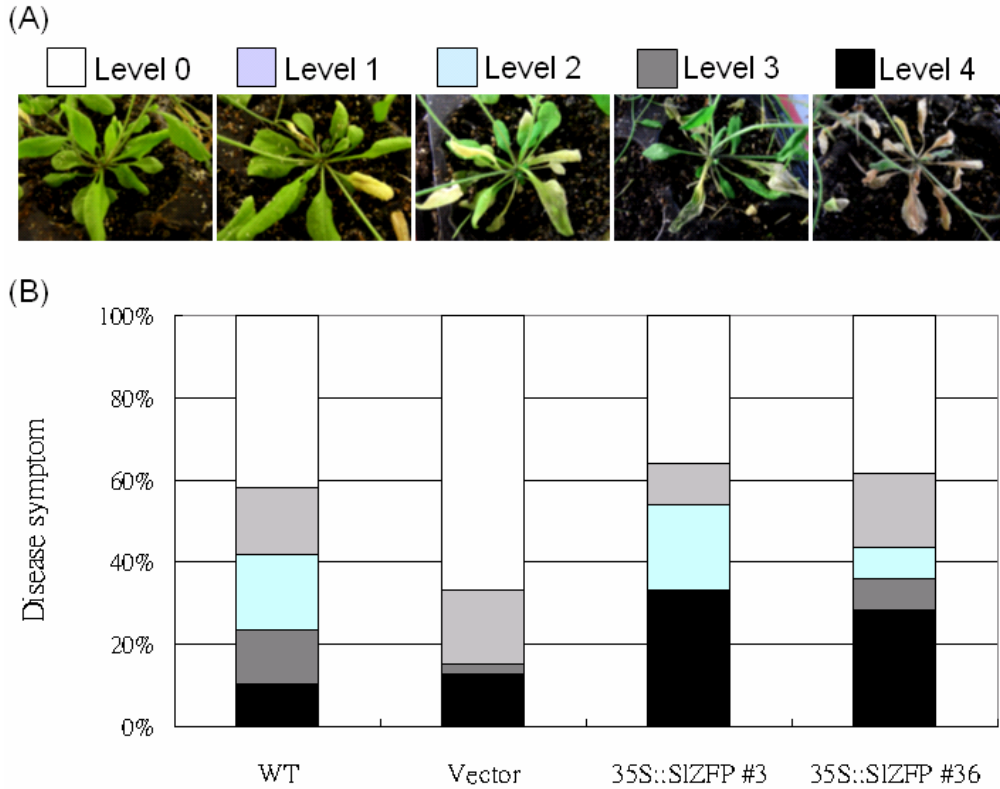 (A)
Level 0 Level 1 Level 2 Level 3 Level 4
(B)
Disease symptom
100%
80%
60%
40%
20%
0%
WT Vector 35S::SlZFP #3 35S::SlZFP #36